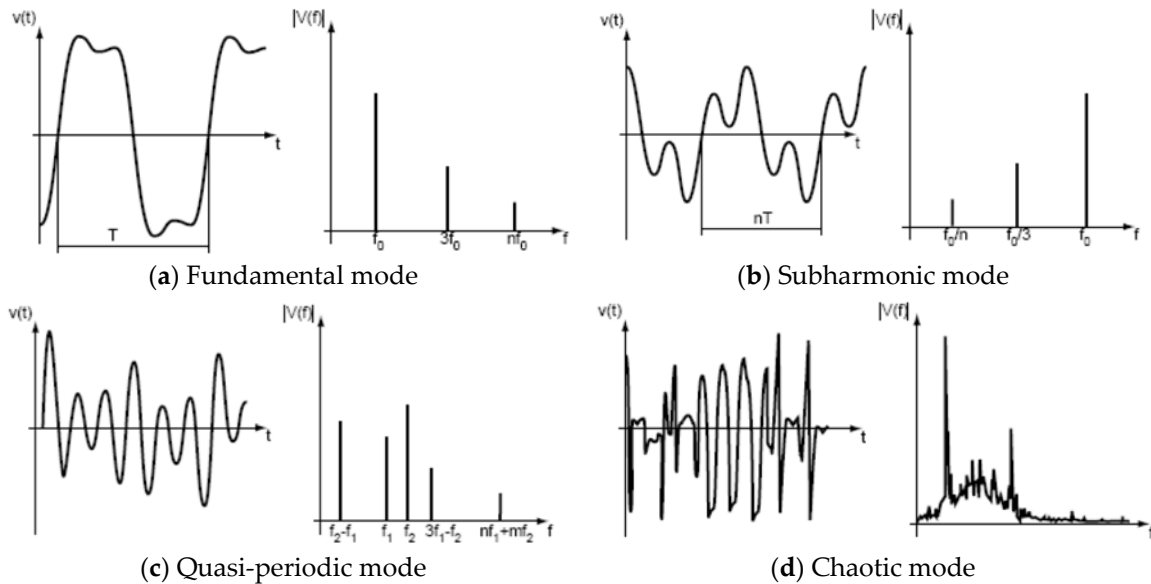 v(t)
|V(f)|
T
t
f₀
3f₀
nf₀
f
(a) Fundamental mode
v(t)
|V(f)|
nT
t
f₀/n
f₀/3
f₀
f
(b) Subharmonic mode
v(t)
|V(f)|
t
f₂-f₁
f₁
f₂
3f₁-f₂
nf₁+mf₂
f
(c) Quasi-periodic mode
v(t)
|V(f)|
t
f
(d) Chaotic mode